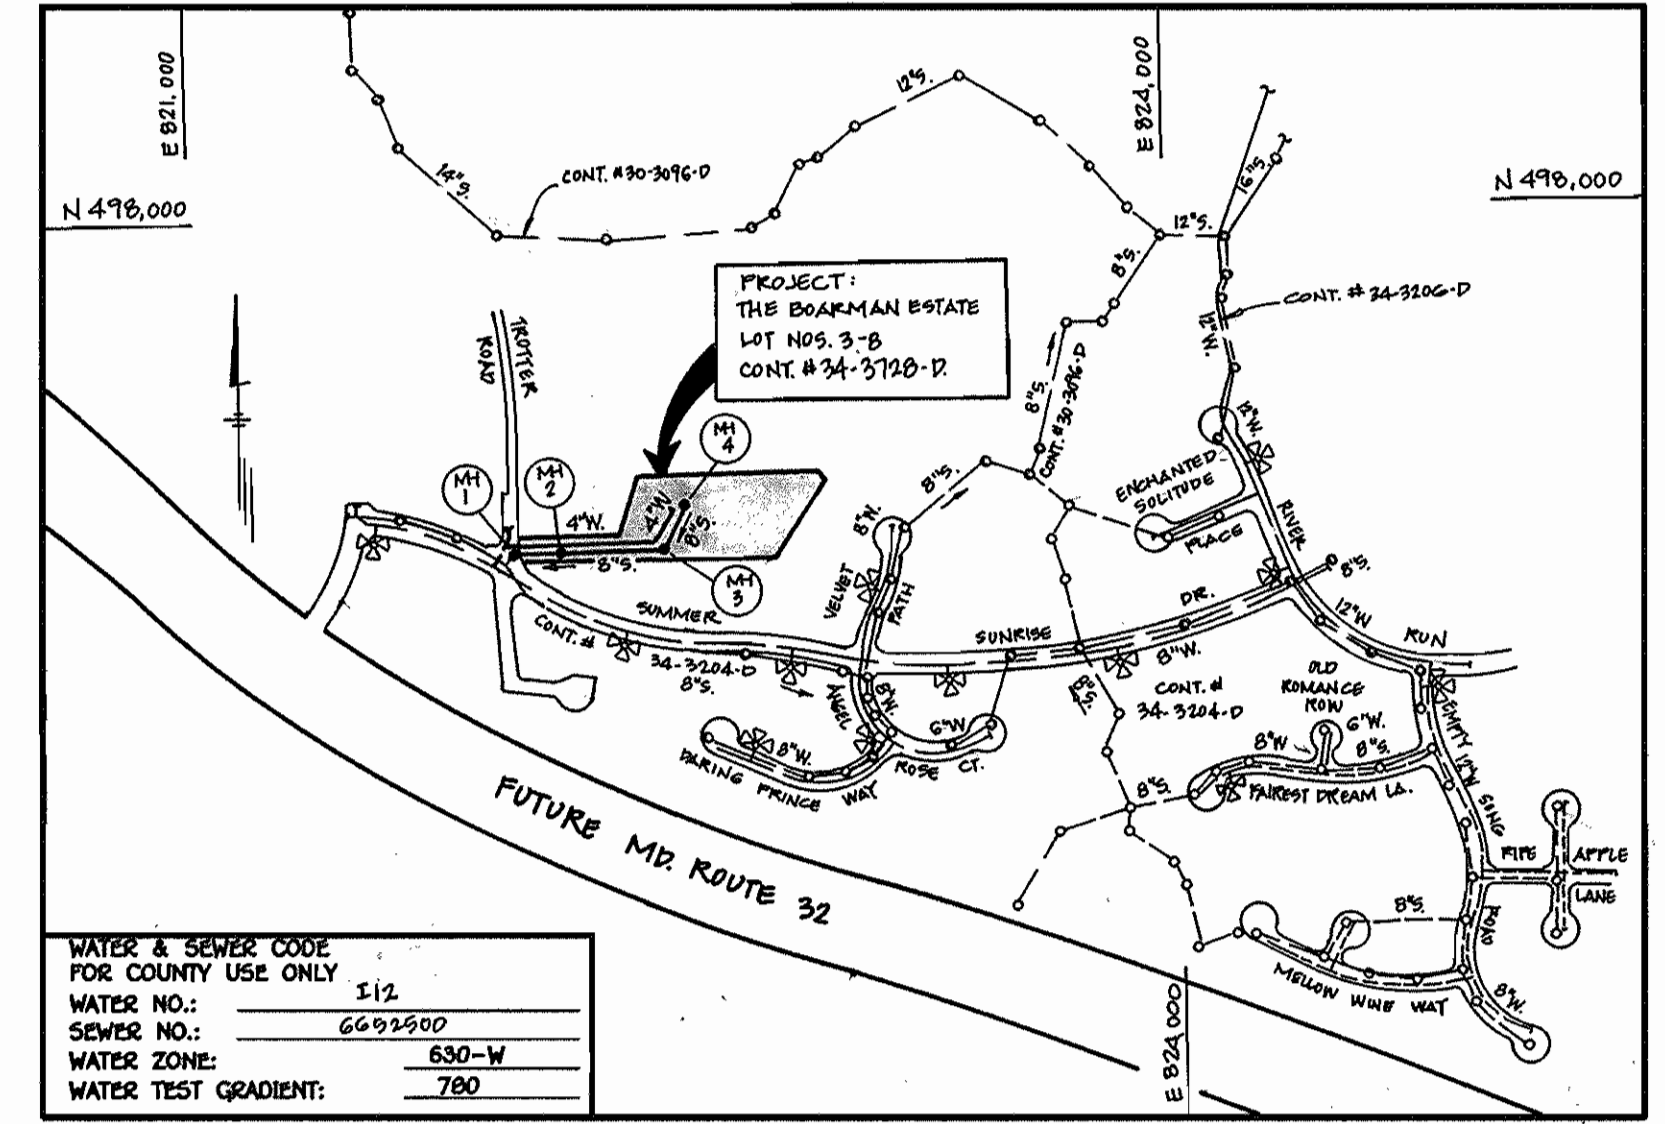 E 821,000
12"S.
E 824,000
14"S.
CONT. #30-3096-D
16"S.
N 498,000
N 498,000
12"S.
8"S.
PROJECT:
THE BOARMAN ESTATE
LOT NOS. 3-8
CONT. #34-3728-D.
CONT. #34-3206-D
12"W.
TROTTER
ROAD
8"S.
CONT. #30-3096-D
12"W.
MH
4
MH
1
MH
2
4"W.
4"W
8"S.
8"S.
MH
3
8"W.
8"S.
ENCHANTED
SOLITUDE
PLACE
RIVER
RUN
8"S.
12"W
VELVET
PATH
SUMMER
SUNRISE
DR.
CONT. #
34-3204-D
8"S.
8"W.
8"S.
CONT. #
34-3204-D
ANGEL
8"W.
6"W
ROSE CT.
8"W.
DARING PRINCE WAY
OLD
ROMANCE
ROW
6"W.
8"W
8"S.
FAIREST DREAM LA.
8"S.
EMPTY
12"W
SONG
ROAD
PIPE
APPLE
LANE
8"S.
MELLOW WINE WAY
8"W.
FUTURE MD. ROUTE 32
E 824,000
WATER & SEWER CODE
FOR COUNTY USE ONLY
WATER NO.: I12
SEWER NO.: 6652500
WATER ZONE: 630-W
WATER TEST GRADIENT: 780